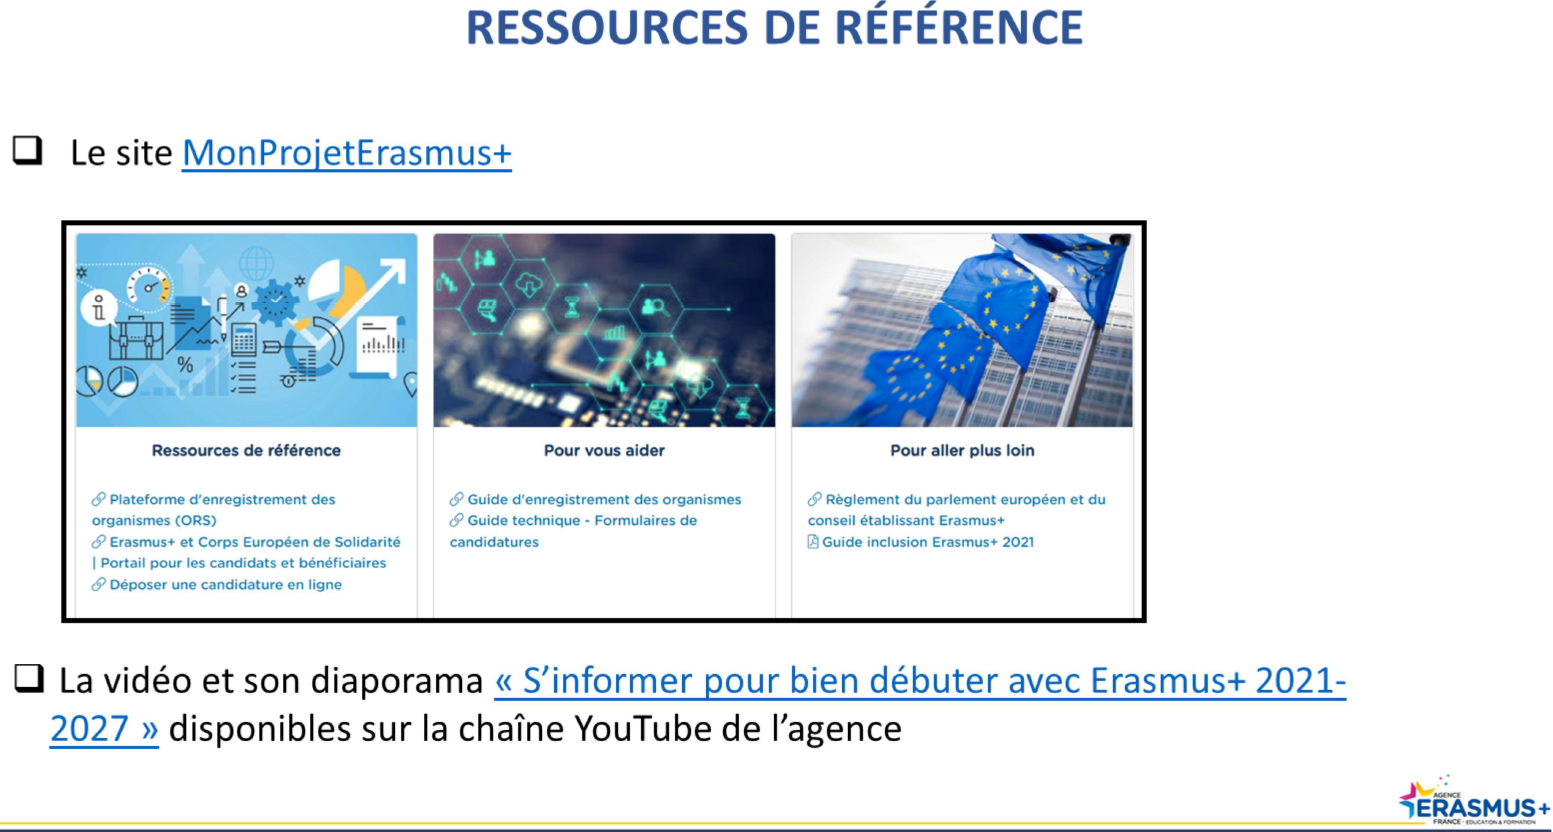 RESSOURCES DE RÉFÉRENCE
Le site MonProjetErasmus+
Ressources de référence
Plateforme d'enregistrement des
organismes (ORS)
Erasmus+ et Corps Européen de Solidarité
| Portail pour les candidats et bénéficiaires
Déposer une candidature en ligne
Pour vous aider
Guide d'enregistrement des organismes
Guide technique - Formulaires de
candidatures
Pour aller plus loin
Règlement du parlement européen et du
conseil établissant Erasmus+
Guide inclusion Erasmus+ 2021
La vidéo et son diaporama « S’informer pour bien débuter avec Erasmus+ 2021-
2027 » disponibles sur la chaîne YouTube de l’agence
AGENCE
ERASMUS+
FRANCE - EDUCATION & FORMATION